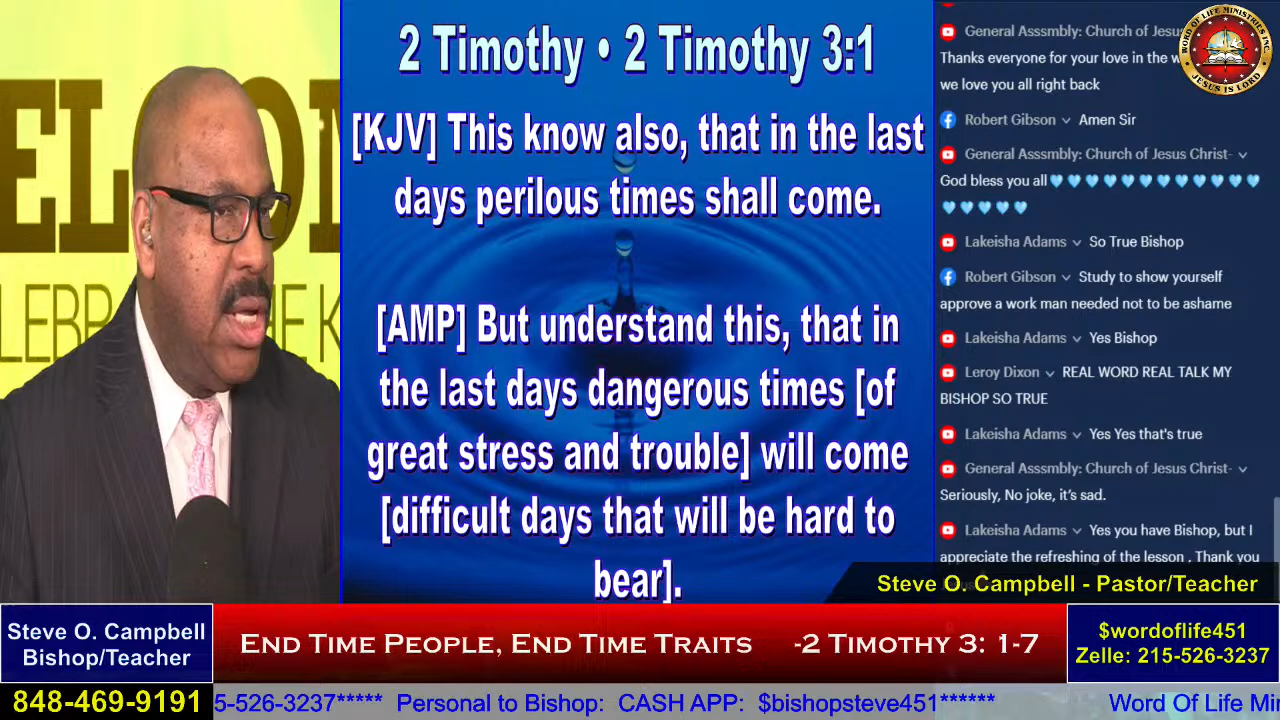 ELCOM
CELEBR
HE K
2 Timothy • 2 Timothy 3:1
[KJV] This know also, that in the last
days perilous times shall come.
[AMP] But understand this, that in
the last days dangerous times [of
great stress and trouble] will come
[difficult days that will be hard to
bear].
General Asssmbly: Church of Jesus
Thanks everyone for your love in the w
we love you all right back
Robert Gibson Amen Sir
General Asssmbly: Church of Jesus Christ-
God bless you all🩵🩵🩵🩵🩵🩵🩵🩵🩵🩵🩵🩵
🩵🩵🩵🩵🩵
Lakeisha Adams So True Bishop
Robert Gibson Study to show yourself
approve a work man needed not to be ashame
Lakeisha Adams Yes Bishop
Leroy Dixon REAL WORD REAL TALK MY
BISHOP SO TRUE
Lakeisha Adams Yes Yes that's true
General Asssmbly: Church of Jesus Christ-
Seriously, No joke, it's sad.
Lakeisha Adams Yes you have Bishop, but I
appreciate the refreshing of the lesson , Thank you
WORD OF LIFE MINISTRIES INC.
JESUS IS LORD
Steve O. Campbell - Pastor/Teacher
Steve O. Campbell
Bishop/Teacher
END TIME PEOPLE, END TIME TRAITS -2 TIMOTHY 3: 1-7
$wordoflife451
Zelle: 215-526-3237
848-469-9191
5-526-3237***** Personal to Bishop: CASH APP: $bishopsteve451****** Word Of Life Mi